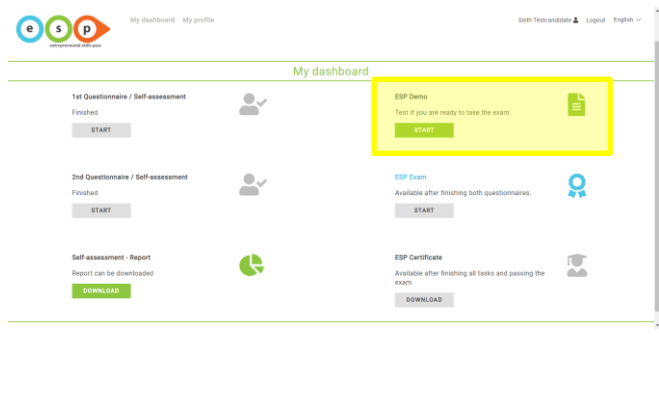 e s p
entrepreneurial skills pass
My dashboard My profile
Sixth Testcandidate Logout English
My dashboard
1st Questionnaire / Self-assessment
Finished
START
ESP Demo
Test if you are ready to take the exam.
START
2nd Questionnaire / Self-assessment
Finished
START
ESP Exam
Available after finishing both questionnaires.
START
Self-assessment - Report
Report can be downloaded
DOWNLOAD
ESP Certificate
Available after finishing all tasks and passing the
exam.
DOWNLOAD